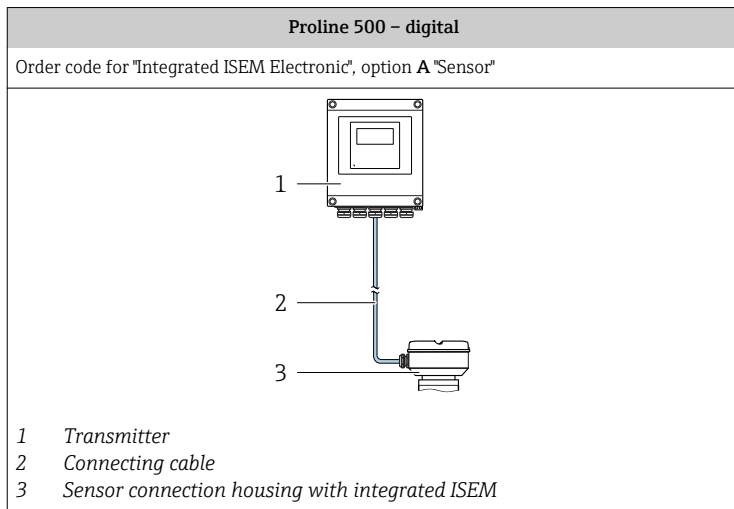 Proline 500 – digital
Order code for "Integrated ISEM Electronic", option A "Sensor"
1
2
3
1 Transmitter
2 Connecting cable
3 Sensor connection housing with integrated ISEM